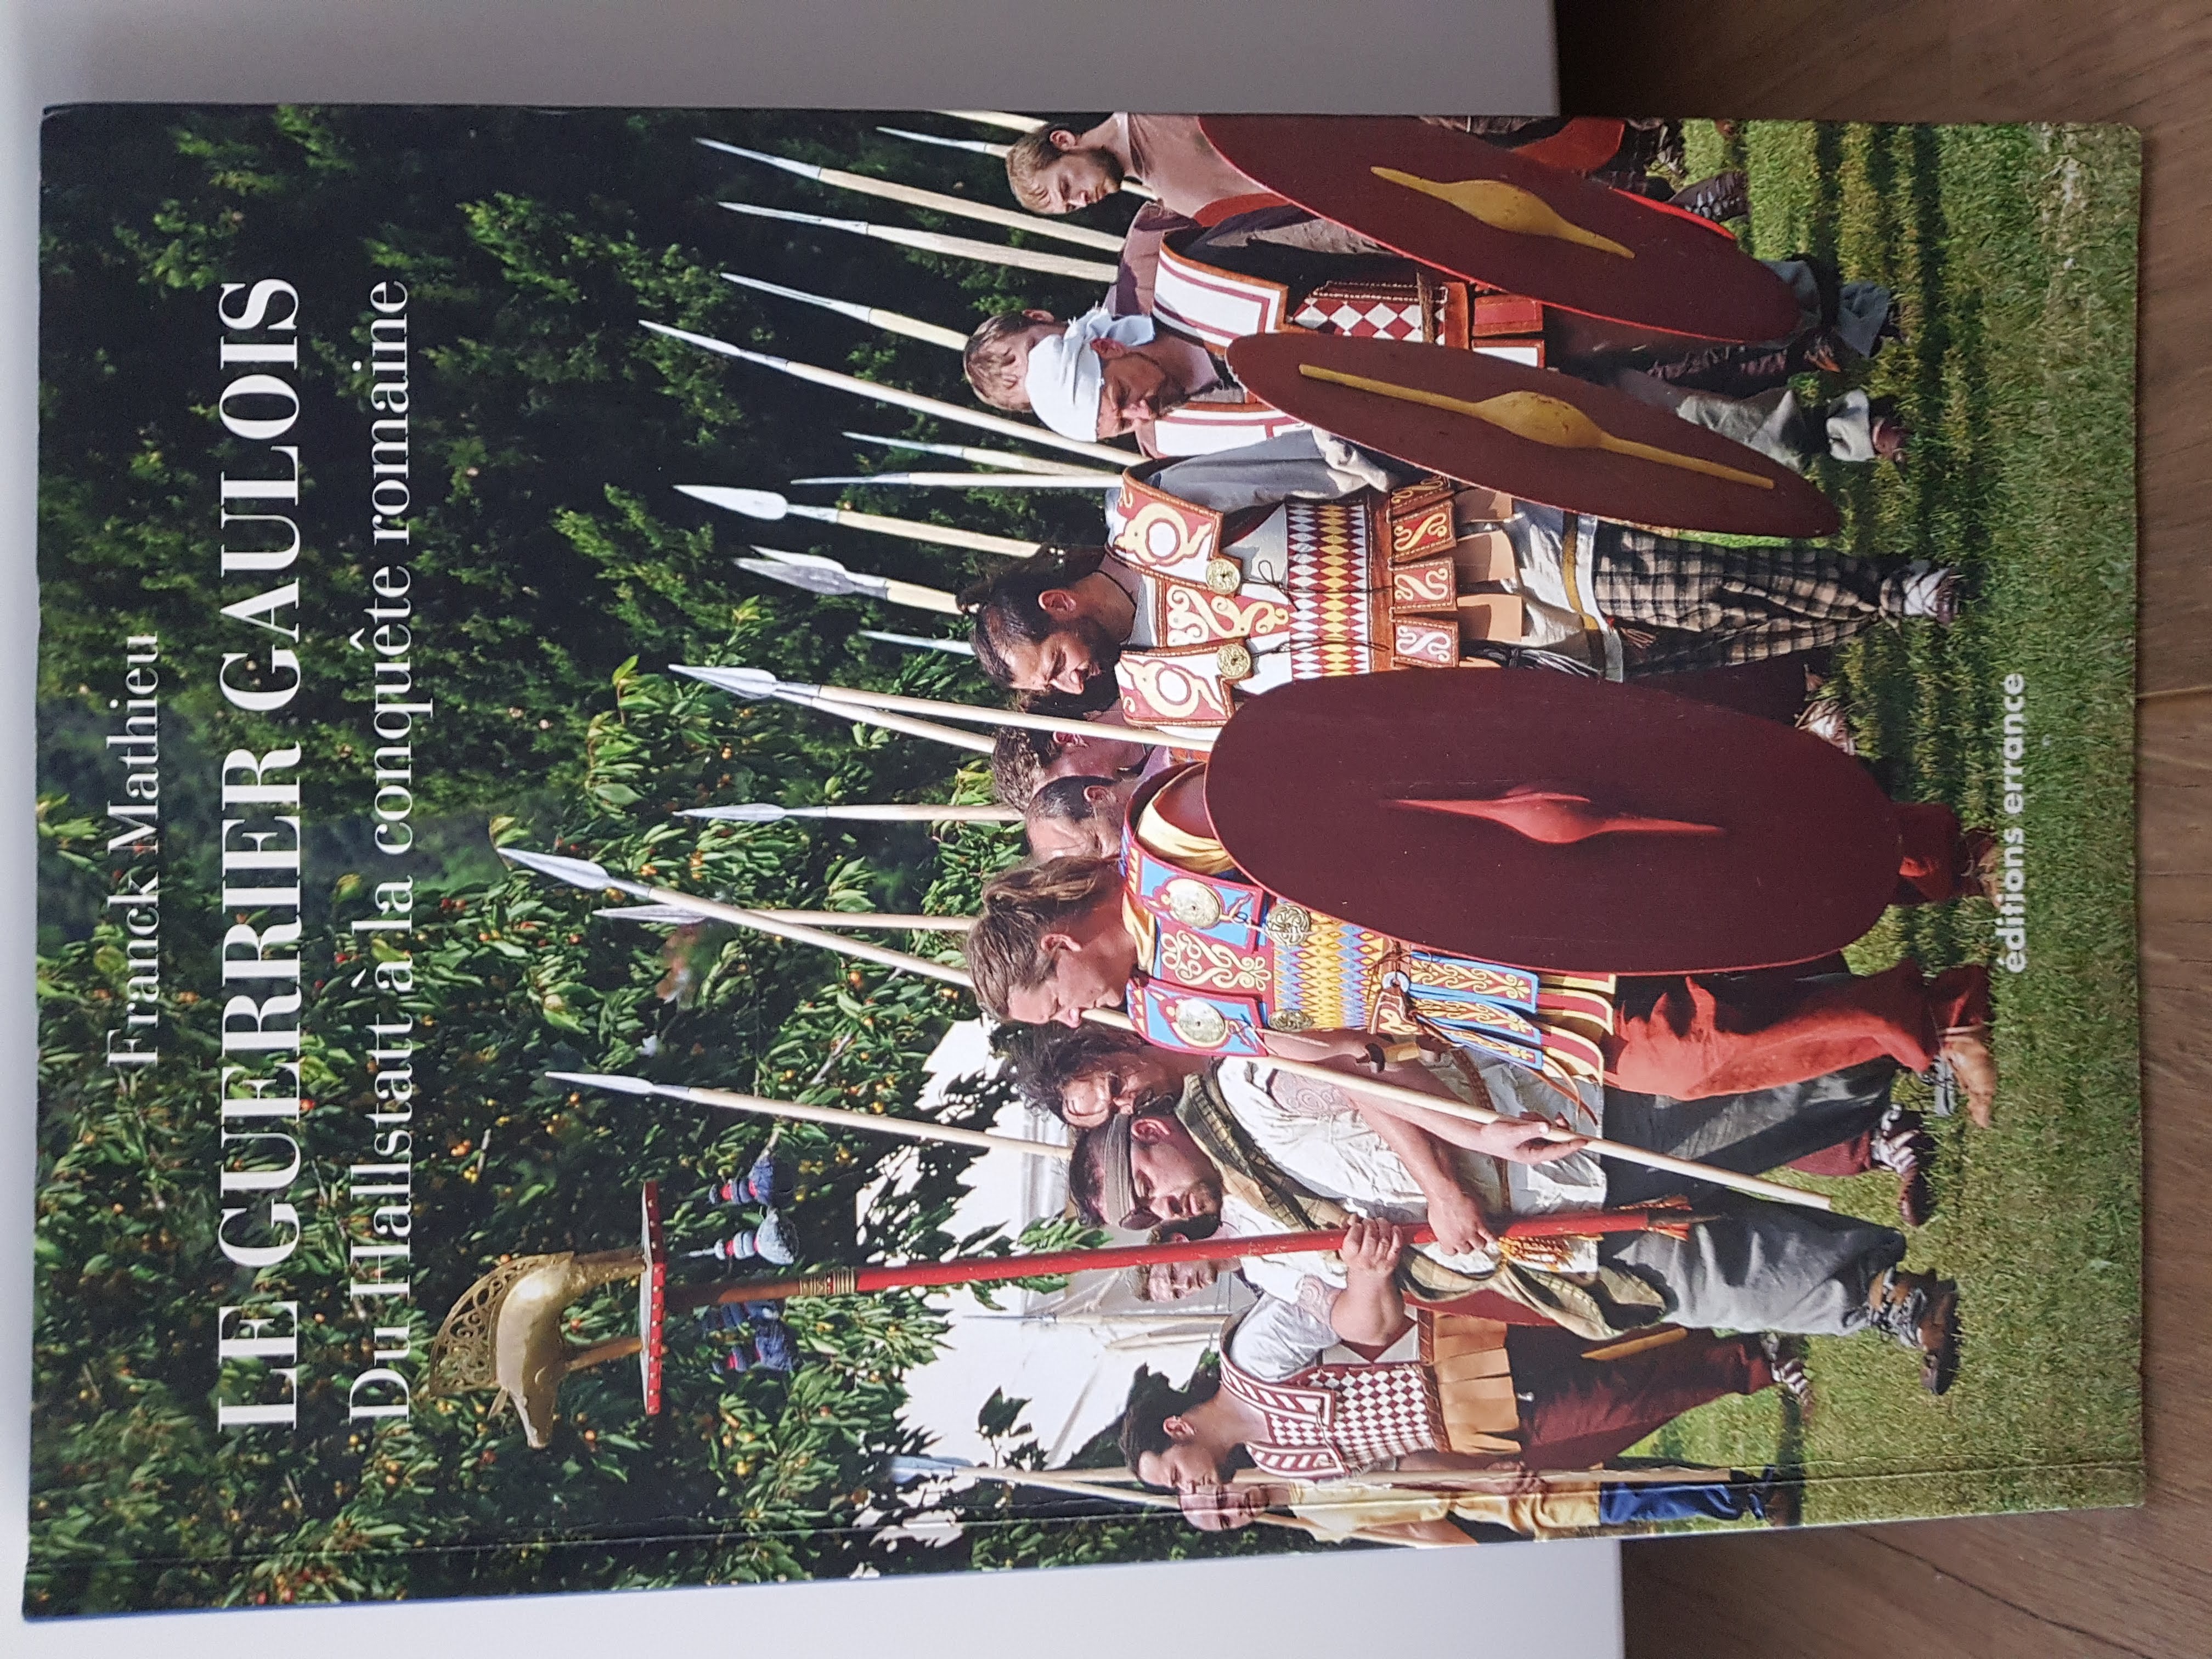 Franck Mathieu
LE GUERRIER GAULOIS
Du Hallstatt à la conquête romaine
éditions errance